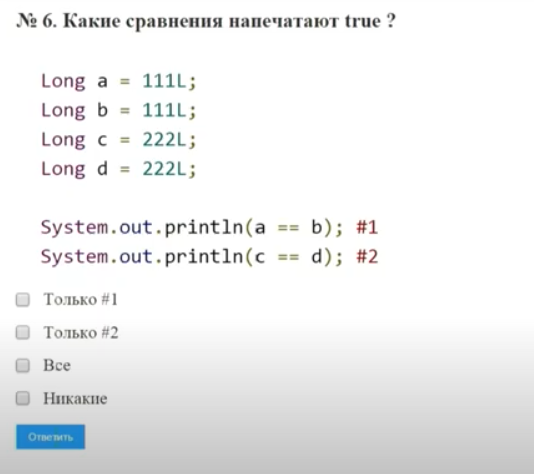 № 6. Какие сравнения напечатают true ?
Long a = 111L;
Long b = 111L;
Long c = 222L;
Long d = 222L;
System.out.println(a == b); #1
System.out.println(c == d); #2
Только #1
Только #2
Все
Никакие
Ответить